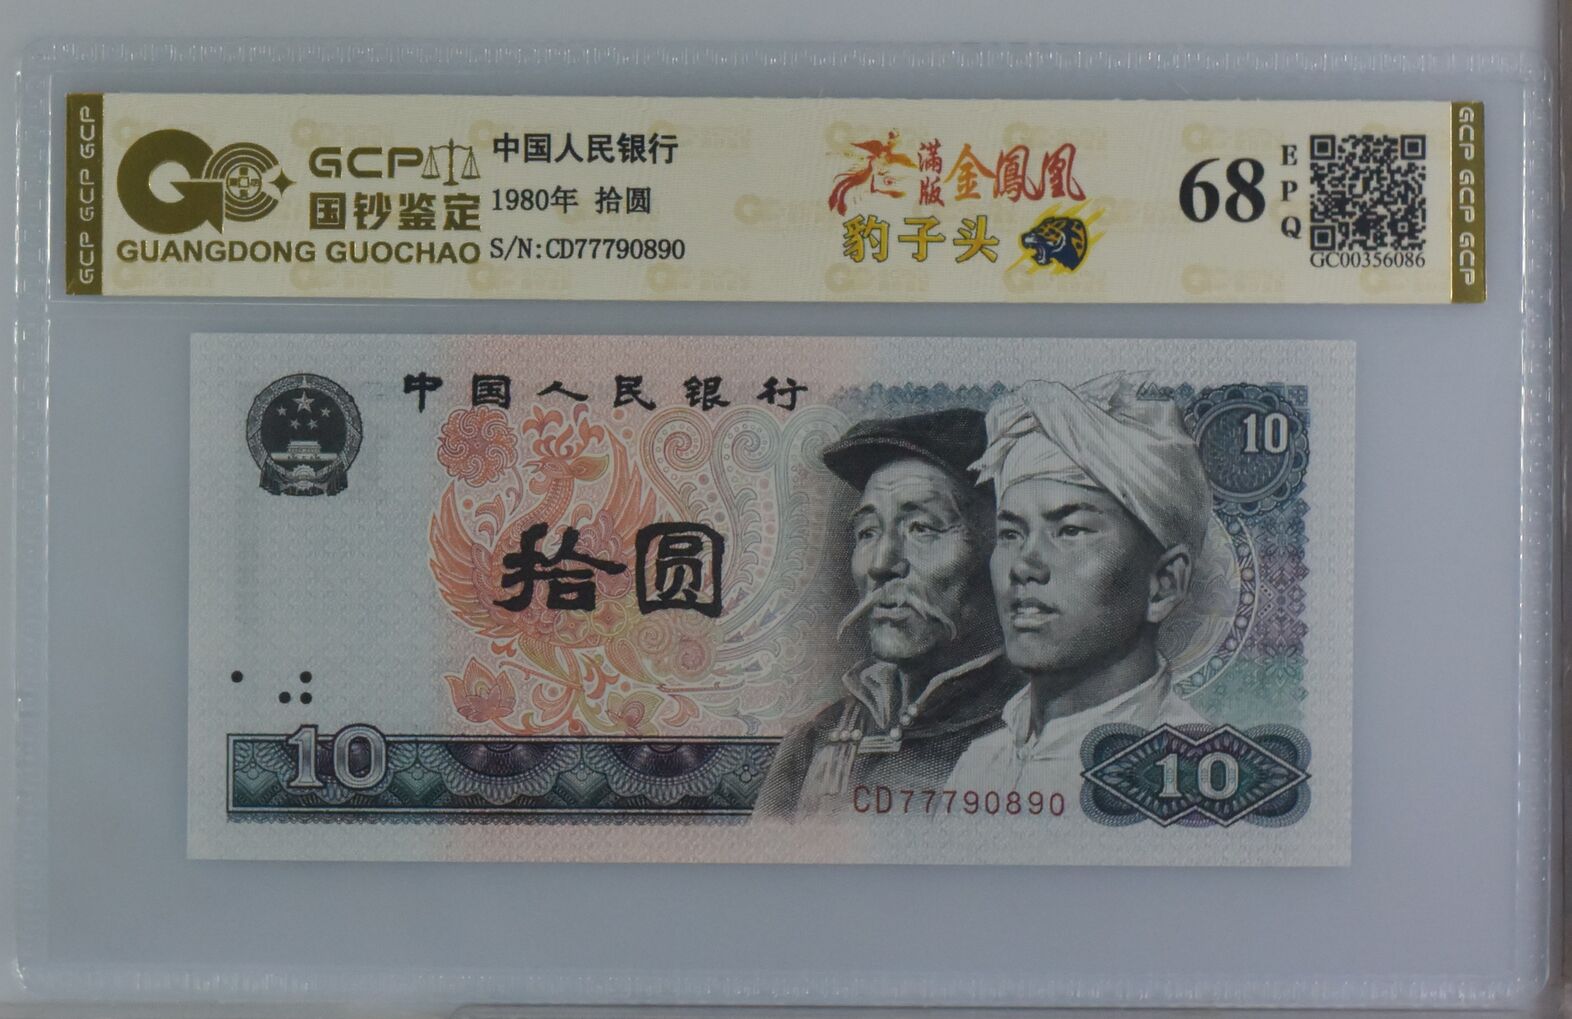 GCP GCP GCP
GCP
国钞鉴定
GUANGDONG GUOCHAO
中国人民银行
1980年 拾圆
S/N:CD77790890
满版 金鳳凰
豹子头
68
EPQ
GC00356086
GCP GCP GCP
中国人民银行
10
拾圆
10
CD77790890
10